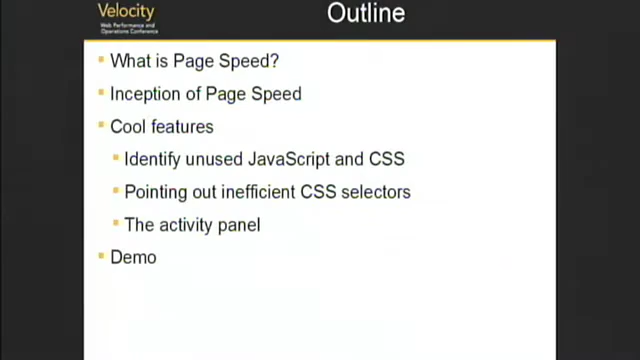 Velocity
Web Performance and
Operations Conference
Outline
What is Page Speed?
Inception of Page Speed
Cool features
Identify unused JavaScript and CSS
Pointing out inefficient CSS selectors
The activity panel
Demo